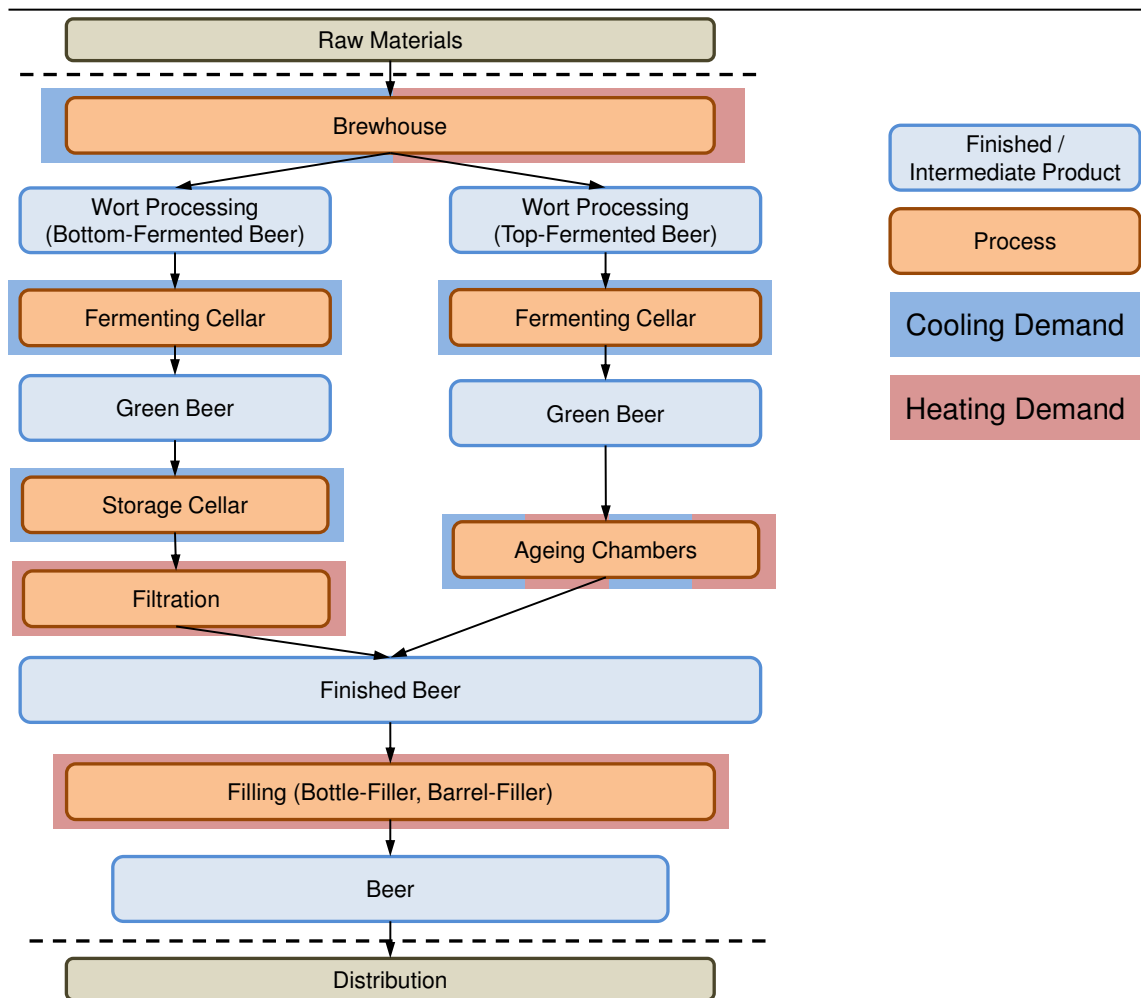 Raw Materials
Brewhouse
Wort Processing
(Bottom-Fermented Beer)
Wort Processing
(Top-Fermented Beer)
Fermenting Cellar
Fermenting Cellar
Green Beer
Green Beer
Storage Cellar
Ageing Chambers
Filtration
Finished Beer
Filling (Bottle-Filler, Barrel-Filler)
Beer
Distribution
Finished /
Intermediate Product
Process
Cooling Demand
Heating Demand